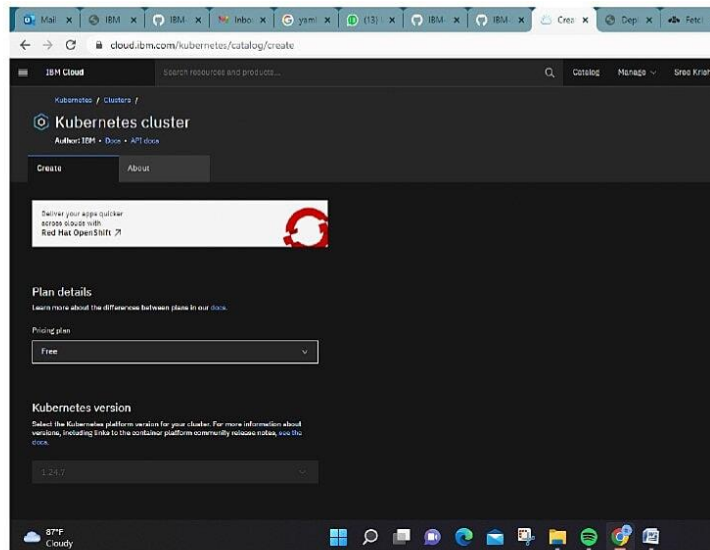 Mail
IBM
IBM
Inbo
G yaml
(13)
IBM
IBM
Crea
Depl
Fetcl
cloud.ibm.com/kubernetes/catalog/create
IBM Cloud
Search resources and products...
Catalog
Manage
Kubernetes / Clusters /
Kubernetes cluster
Author: IBM • Docs • API docs
Create
About
Deliver your apps quicker
across clouds with
Red Hat OpenShift
Plan details
Learn more about the differences between plans in our docs.
Pricing plan
Free
Kubernetes version
Select the Kubernetes platform version for your cluster. For more information about
versions, including links to the container platform community release notes, see the
docs.
1.24.7
87°F
Cloudy